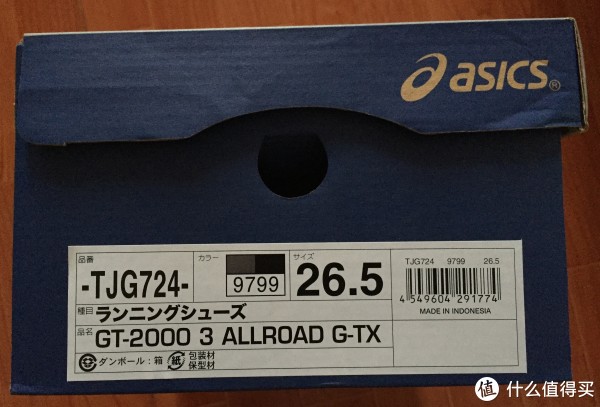 asics®
品番
-TJG724-
カラー
9799
サイズ
26.5
種目 ランニングシューズ
品名 GT-2000 3 ALLROAD G-TX
ダンボール：箱 紙 包装材
保型材
TJG724 9799 26.5
4 549604 291774
MADE IN INDONESIA
值 什么值得买